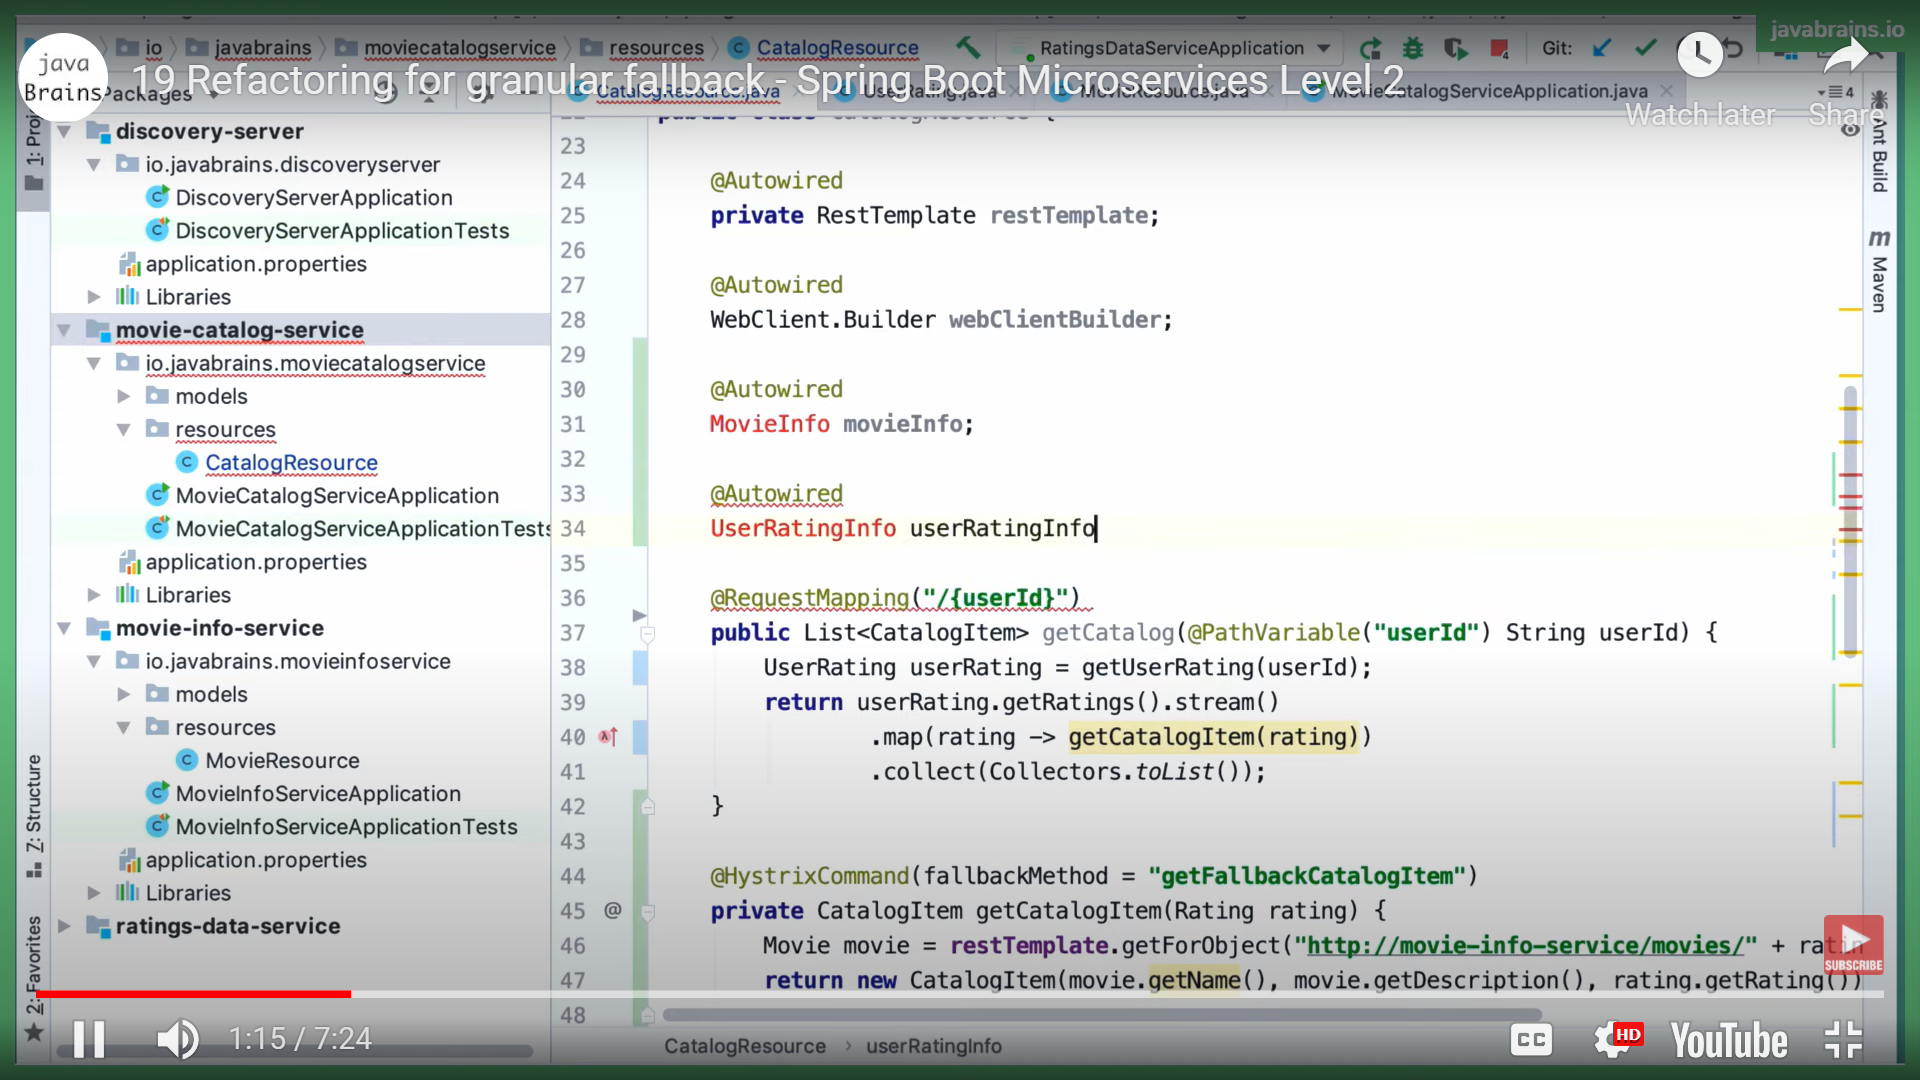 javabrains.io
java
Brains
io
javabrains
moviecatalogservice
resources
CatalogResource
RatingsDataServiceApplication
4
Git:
19 Refactoring for granular fallback - Spring Boot Microservices Level 2
Packages
CatalogResource.java
UserRating.java
MovieResource.java
MovieCatalogServiceApplication.java
4
Watch later
Share
Ant Build
Maven
Z: Structure
2: Favorites
discovery-server
io.javabrains.discoveryserver
DiscoveryServerApplication
DiscoveryServerApplicationTests
application.properties
Libraries
movie-catalog-service
io.javabrains.moviecatalogservice
models
resources
CatalogResource
MovieCatalogServiceApplication
MovieCatalogServiceApplicationTests
application.properties
Libraries
movie-info-service
io.javabrains.movieinfoservice
models
resources
MovieResource
MovieInfoServiceApplication
MovieInfoServiceApplicationTests
application.properties
Libraries
ratings-data-service
23
24 @Autowired
25 private RestTemplate restTemplate;
26
27 @Autowired
28 WebClient.Builder webClientBuilder;
29
30 @Autowired
31 MovieInfo movieInfo;
32
33 @Autowired
34 UserRatingInfo userRatingInfo
35
36 @RequestMapping("/{userId}")
37 public List<CatalogItem> getCatalog(@PathVariable("userId") String userId) {
38 UserRating userRating = getUserRating(userId);
39 return userRating.getRatings().stream()
40 .map(rating -> getCatalogItem(rating))
41 .collect(Collectors.toList());
42 }
43
44 @HystrixCommand(fallbackMethod = "getFallbackCatalogItem")
45 @ private CatalogItem getCatalogItem(Rating rating) {
46 Movie movie = restTemplate.getForObject("http://movie-info-service/movies/" + ratin
47 return new CatalogItem(movie.getName(), movie.getDescription(), rating.getRating())
48
SUBSCRIBE
CatalogResource › userRatingInfo
1:15 / 7:24
CC
HD
YouTube